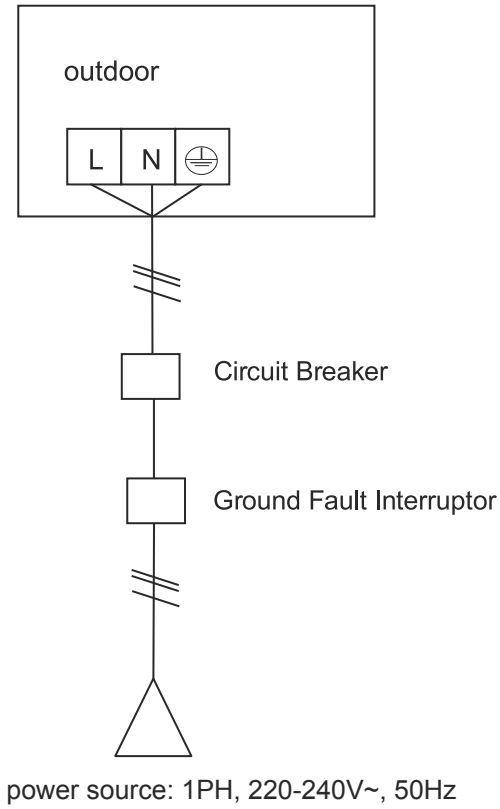 outdoor
L N
Circuit Breaker
Ground Fault Interruptor
power source: 1PH, 220-240V~, 50Hz